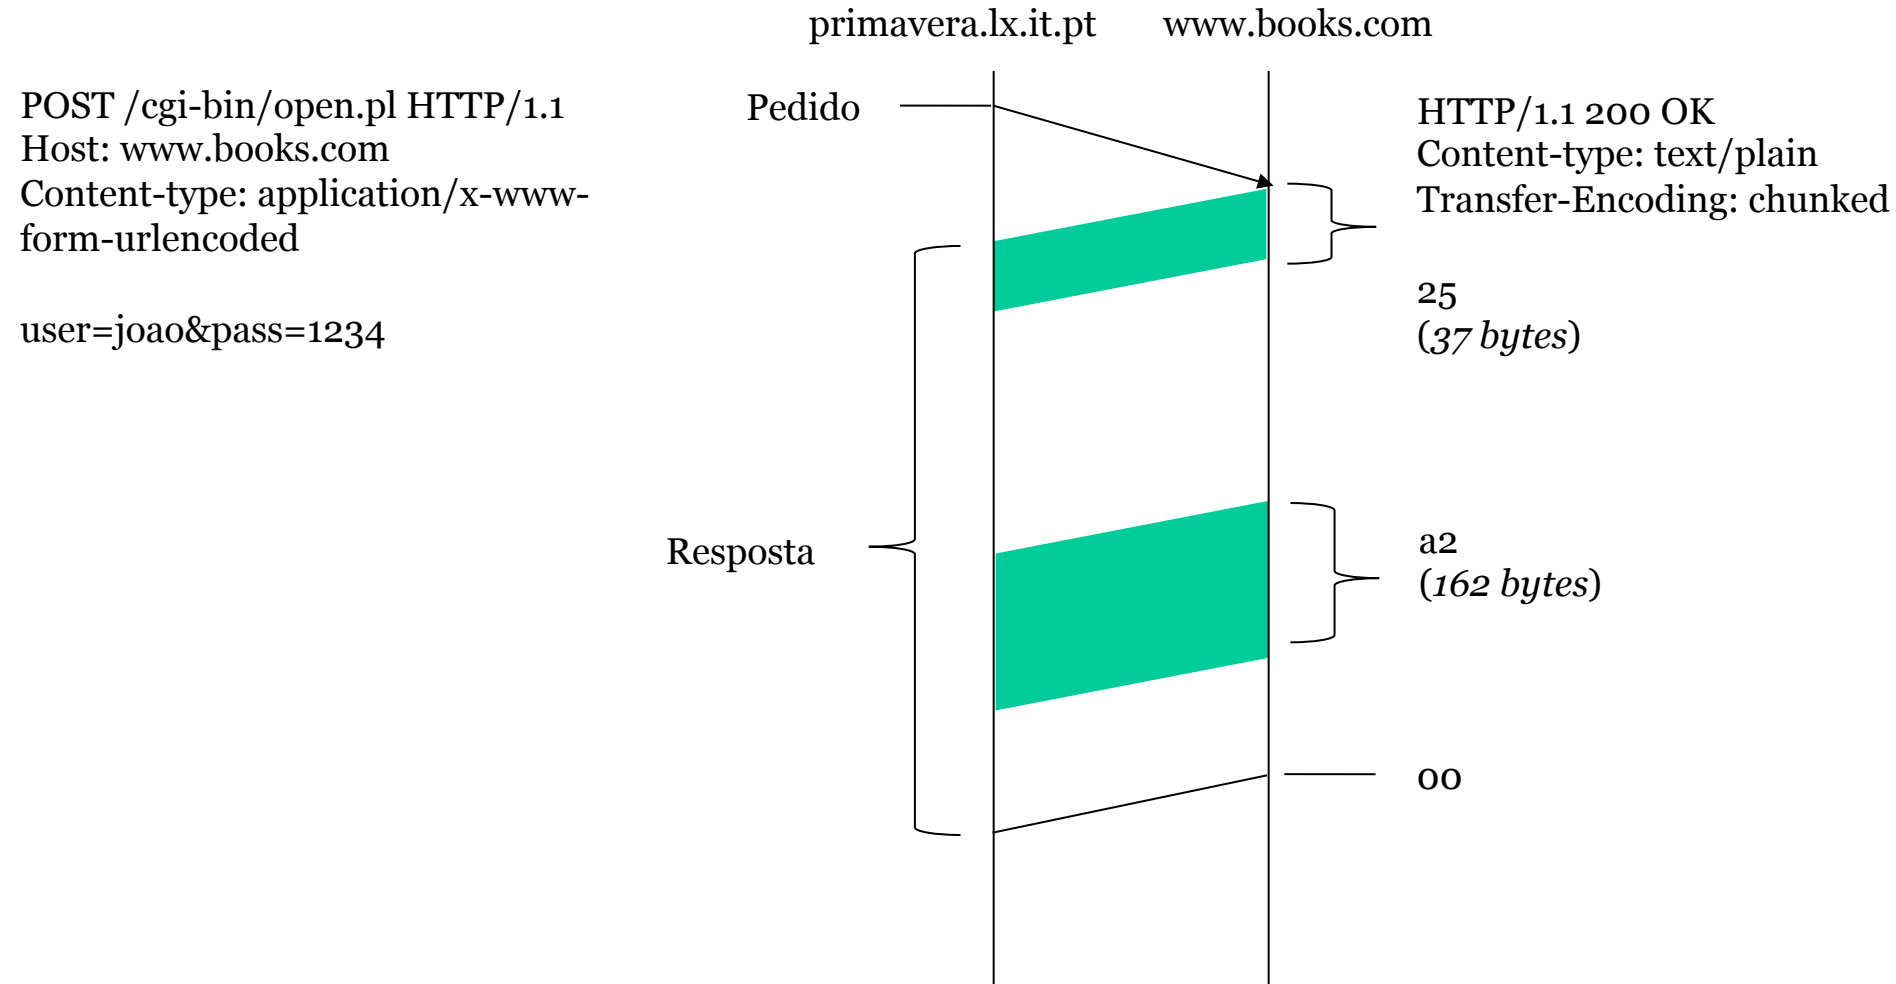 primavera.lx.it.pt
www.books.com
POST /cgi-bin/open.pl HTTP/1.1
Host: www.books.com
Content-type: application/x-www-
form-urlencoded
user=joao&pass=1234
Pedido
Resposta
HTTP/1.1 200 OK
Content-type: text/plain
Transfer-Encoding: chunked
25
(37 bytes)
a2
(162 bytes)
00